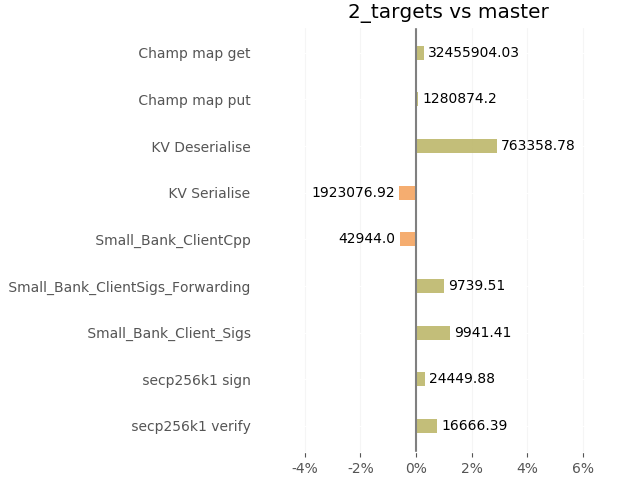 2_targets vs master
Champ map get 32455904.03
Champ map put 1280874.2
KV Deserialise 763358.78
KV Serialise 1923076.92
Small_Bank_ClientCpp 42944.0
Small_Bank_ClientSigs_Forwarding 9739.51
Small_Bank_Client_Sigs 9941.41
secp256k1 sign 24449.88
secp256k1 verify 16666.39
-4% -2% 0% 2% 4% 6%